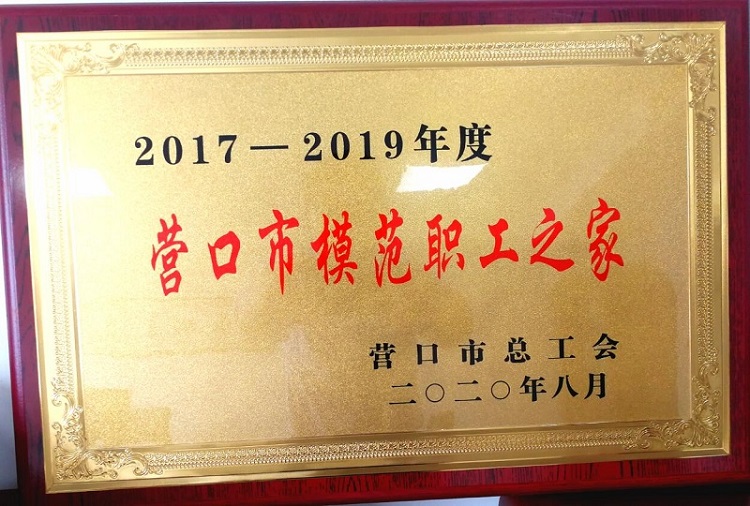 2017—2019年度
营口市模范职工之家
营口市总工会
二〇二〇年八月